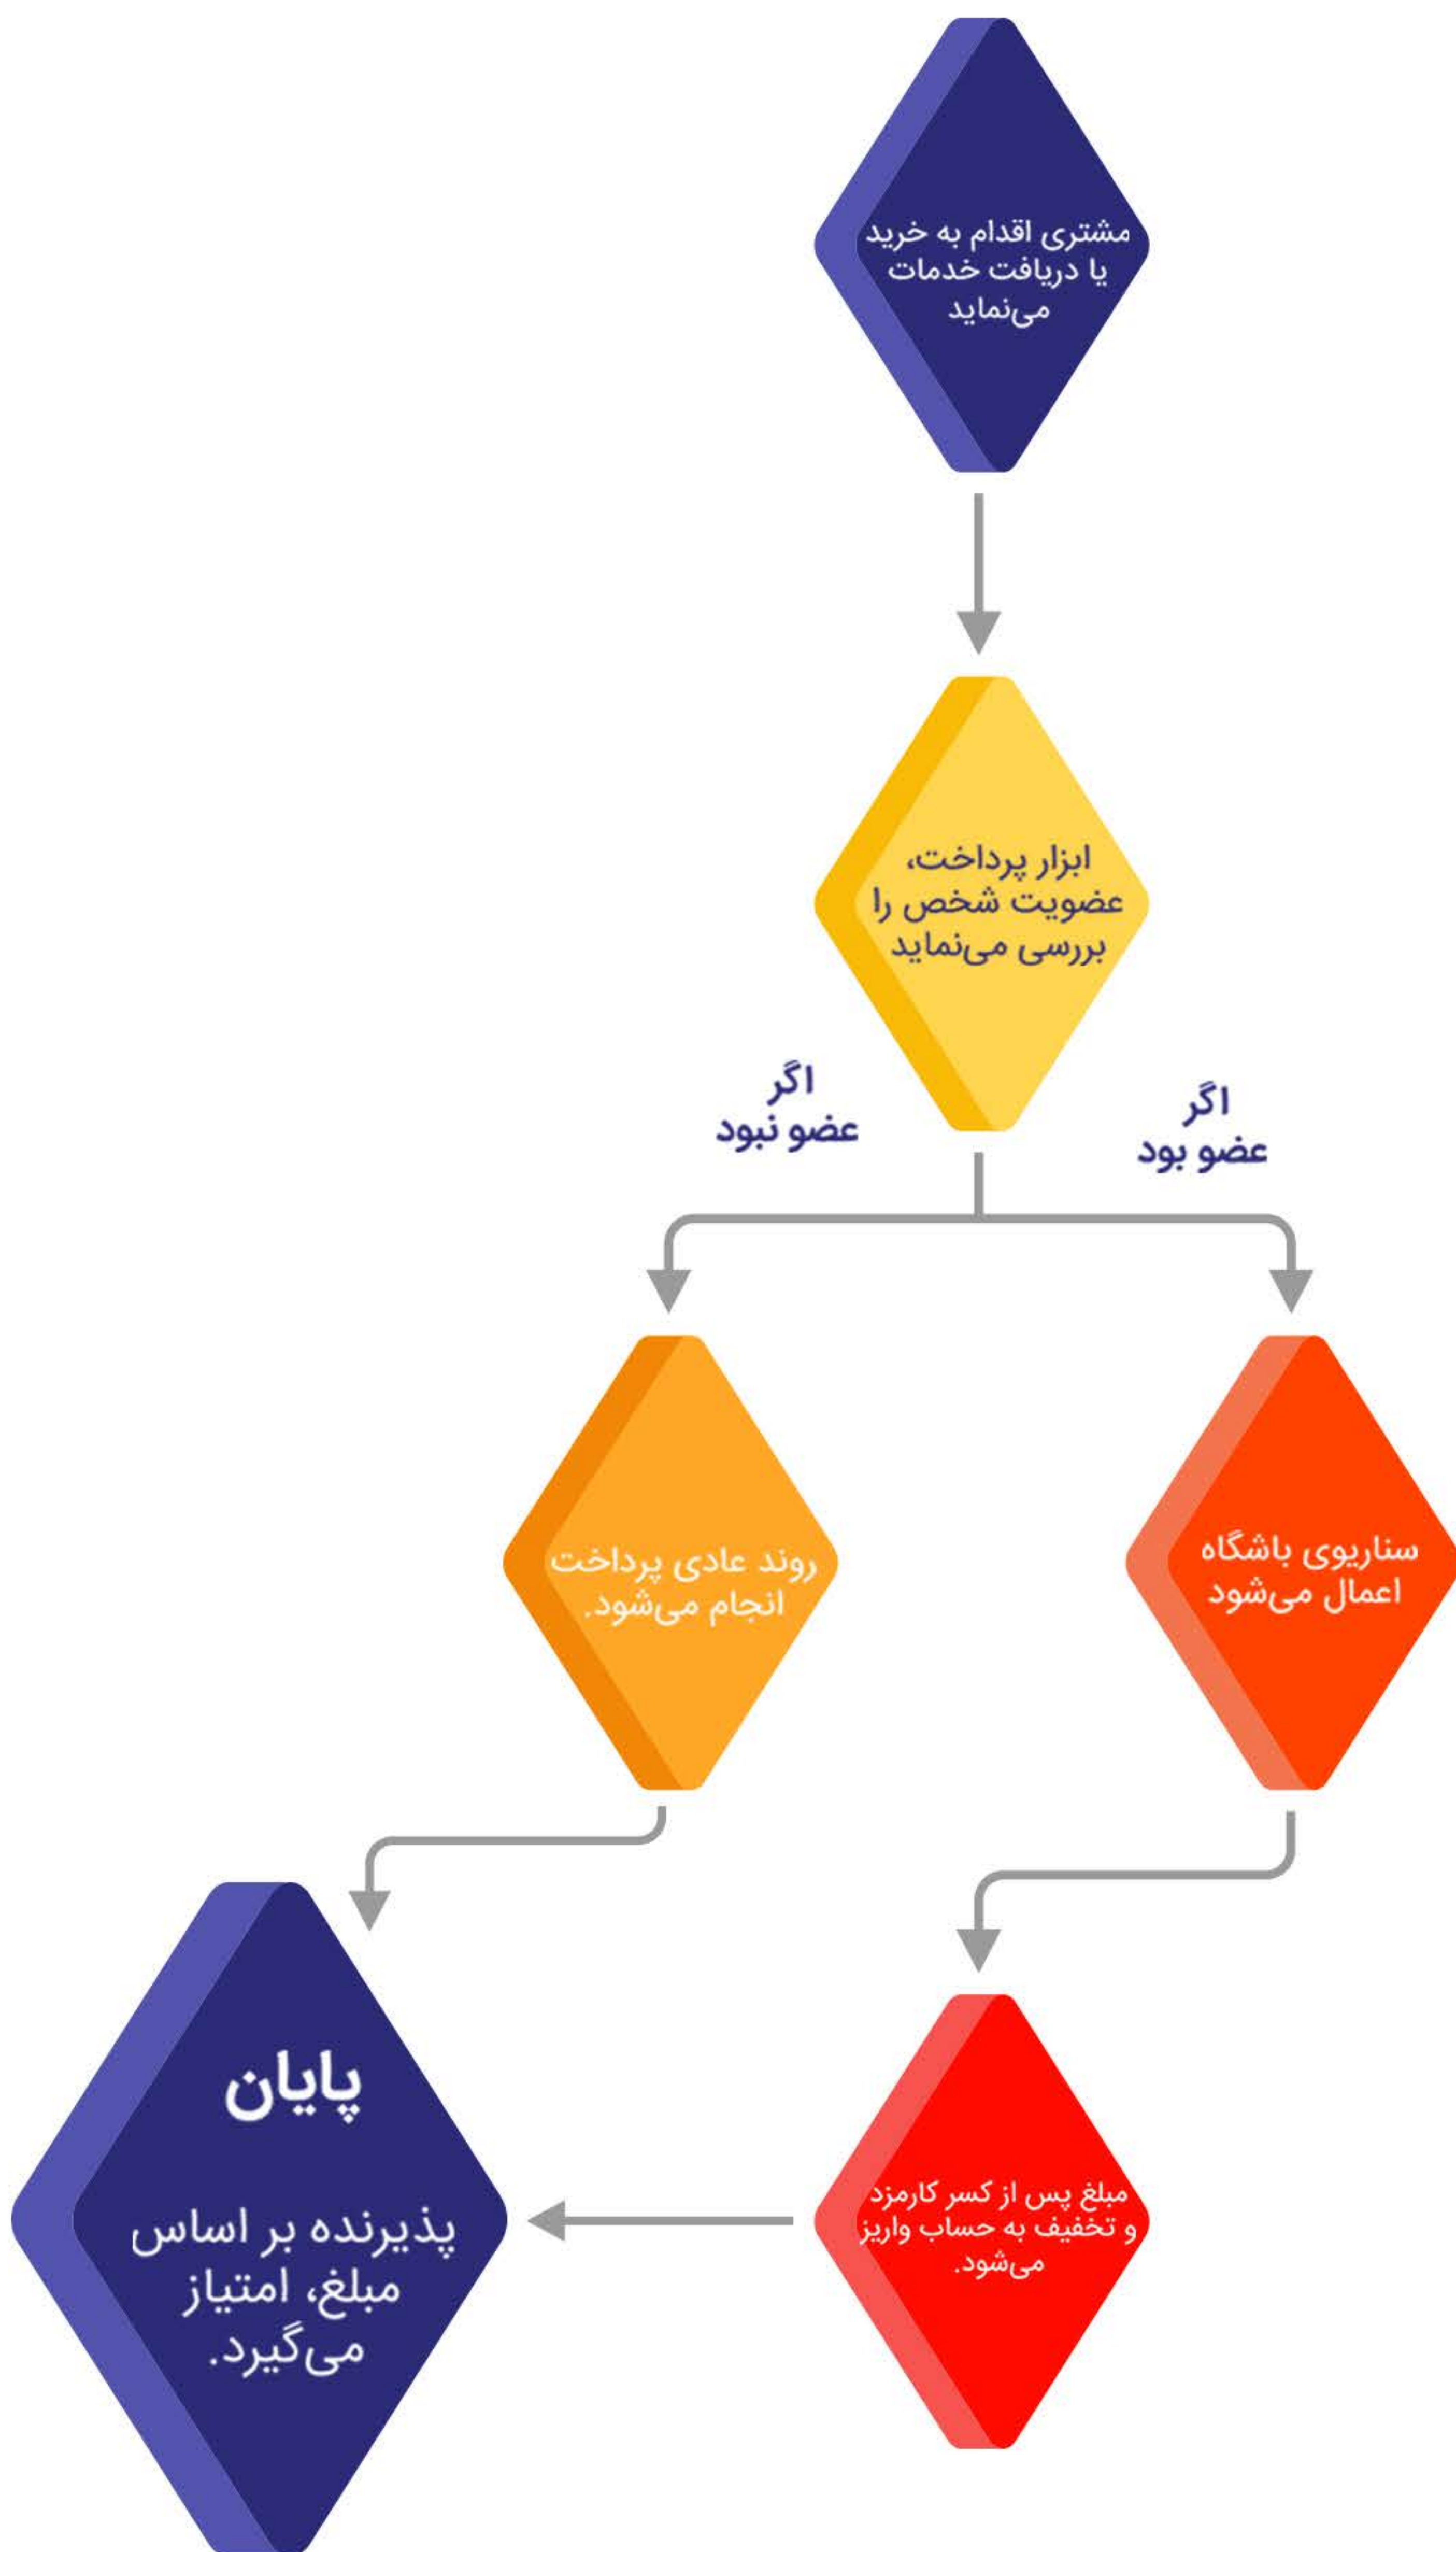 مشتری اقدام به خرید
یا دریافت خدمات
می‌نماید
ابزار پرداخت،
عضویت شخص را
بررسی می‌نماید
اگر
عضو بود
اگر
عضو نبود
سناریوی باشگاه
اعمال می‌شود
روند عادی پرداخت
انجام می‌شود.
مبلغ پس از کسر کارمزد
و تخفیف به حساب واریز
می‌شود.
پایان
پذیرنده بر اساس
مبلغ، امتیاز
می‌گیرد.